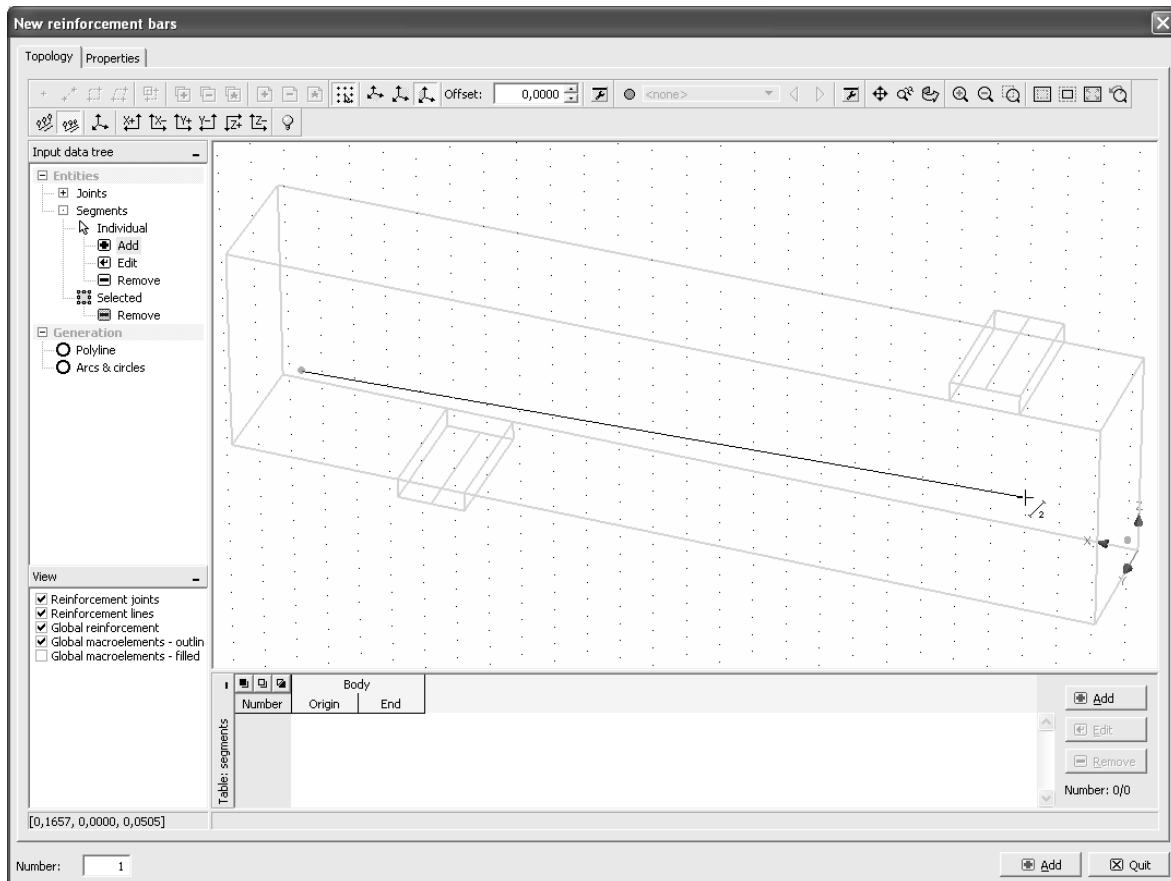 New reinforcement bars
Topology Properties
Offset: 0,0000 <none>
X+ X- Y+ Y- Z+ Z-
Input data tree
Entities
Joints
Segments
Individual
Add
Edit
Remove
Selected
Remove
Generation
Polyline
Arcs & circles
2
Z
X
Y
View
Reinforcement joints
Reinforcement lines
Global reinforcement
Global macroelements - outlin
Global macroelements - filled
Table: segments
Body
Number Origin End
Add
Edit
Remove
Number: 0/0
[0,1657, 0,0000, 0,0505]
Number: 1
Add Quit